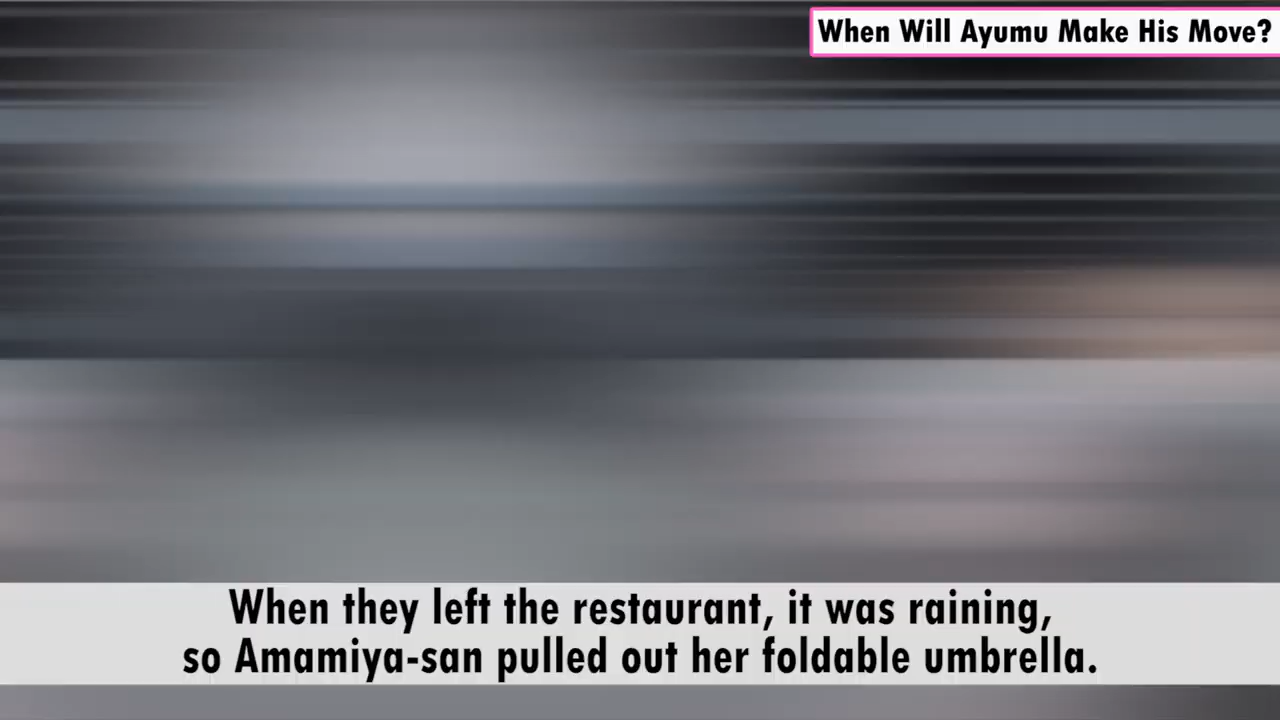 When Will Ayumu Make His Move?
When they left the restaurant, it was raining,
so Amamiya-san pulled out her foldable umbrella.